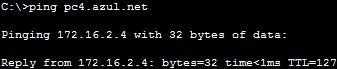 C:\>ping pc4.azul.net
Pinging 172.16.2.4 with 32 bytes of data:
Reply from 172.16.2.4: bytes=32 time<1ms TTL=127